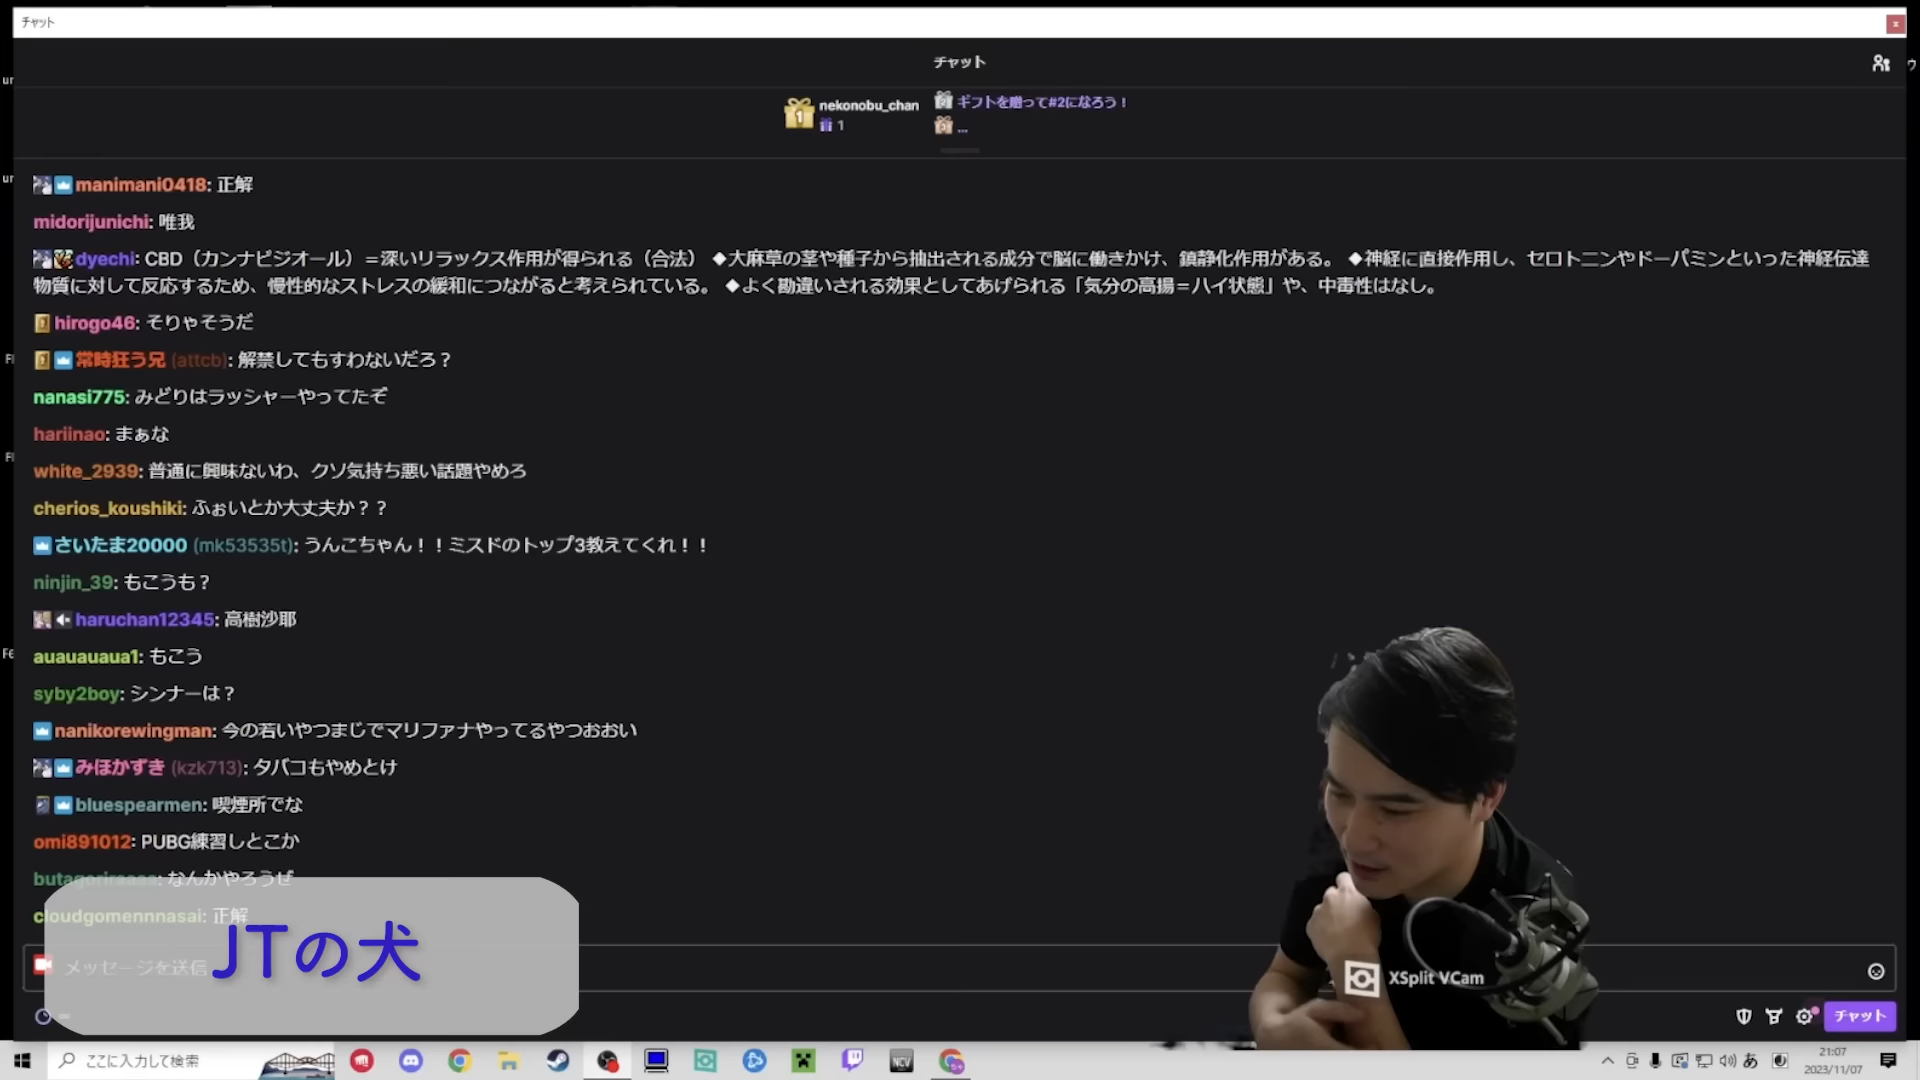 チャット
チャット
nekonobu_chan
1
1
ギフトを贈って#2になろう！
...
manimani0418: 正解
midorijunichi: 唯我
dyechi: CBD（カンナビジオール）＝深いリラックス作用が得られる（合法） ◆大麻草の茎や種子から抽出される成分で脳に働きかけ、鎮静化作用がある。 ◆神経に直接作用し、セロトニンやドーパミンといった神経伝達
物質に対して反応するため、慢性的なストレスの緩和につながると考えられている。 ◆よく勘違いされる効果としてあげられる「気分の高揚＝ハイ状態」や、中毒性はなし。
hirogo46: そりゃそうだ
常時狂う兄 (attcb): 解禁してもすわないだろ？
nanasi775: みどりはラッシャーやってたぞ
hariinao: まぁな
white_2939: 普通に興味ないわ、クソ気持ち悪い話題やめろ
cherios_koushiki: ふぉいとか大丈夫か？？
さいたま20000 (mk53535t): うんこちゃん！！ミスドのトップ3教えてくれ！！
ninjin_39: もこうも？
haruchan12345: 高樹沙耶
auauauaua1: もこう
syby2boy: シンナーは？
nanikorewingman: 今の若いやつまじでマリファナやってるやつおおい
みほかずき (kzk713): タバコもやめとけ
bluespearmen: 喫煙所でな
omi891012: PUBG練習しとこか
なんかやろうぜ
cloudgomennnasai: 正解
メッセージを送信
JTの犬
XSplit VCam
チャット
ここに入力して検索
NCV
あ
21:07
2023/11/07